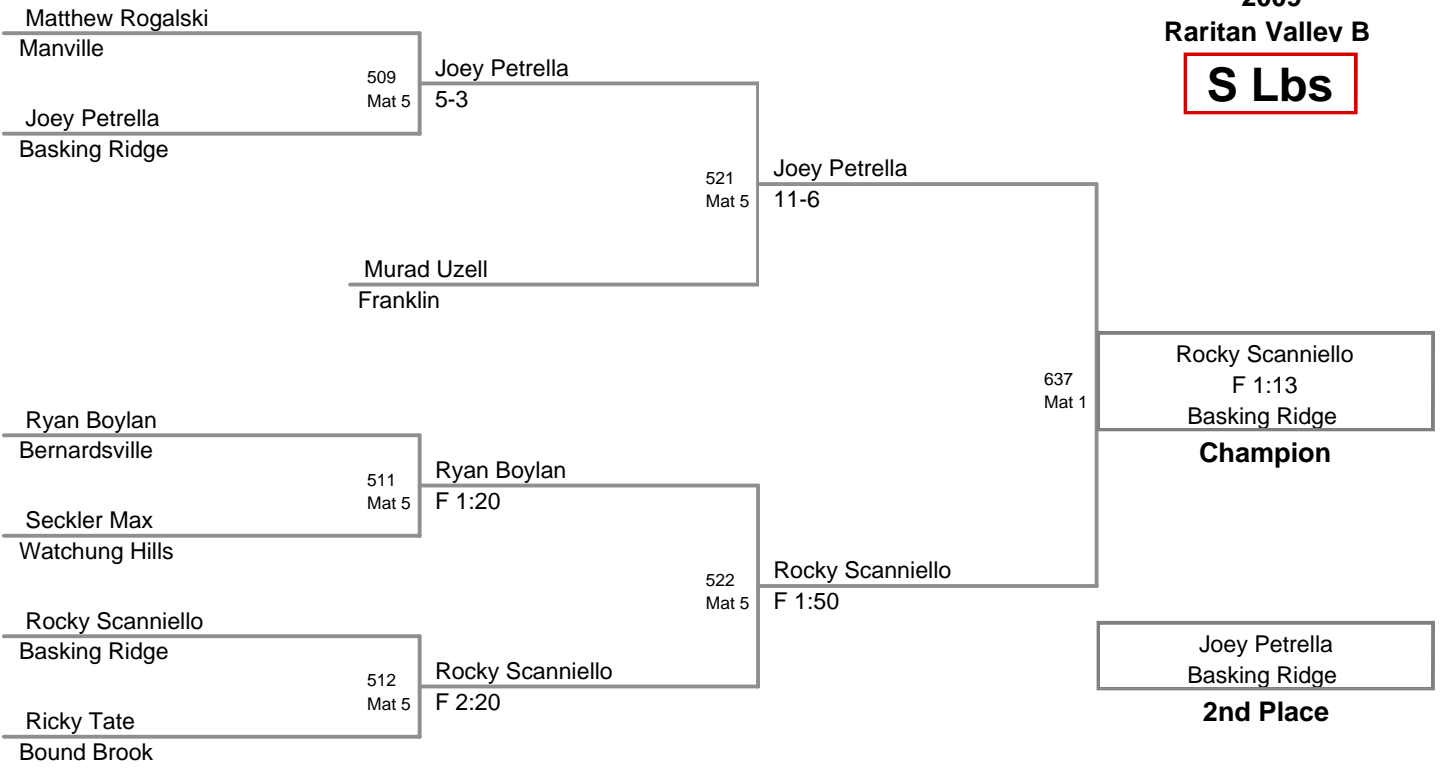 2009
Raritan Valley B
S Lbs
Matthew Rogalski
Manville
509
Mat 5
Joey Petrella
5-3
Joey Petrella
Basking Ridge
521
Mat 5
Joey Petrella
11-6
Murad Uzell
Franklin
637
Mat 1
Rocky Scanniello
F 1:13
Basking Ridge
Champion
Ryan Boylan
Bernardsville
511
Mat 5
Ryan Boylan
F 1:20
Seckler Max
Watchung Hills
522
Mat 5
Rocky Scanniello
F 1:50
Rocky Scanniello
Basking Ridge
512
Mat 5
Rocky Scanniello
F 2:20
Ricky Tate
Bound Brook
Joey Petrella
Basking Ridge
2nd Place